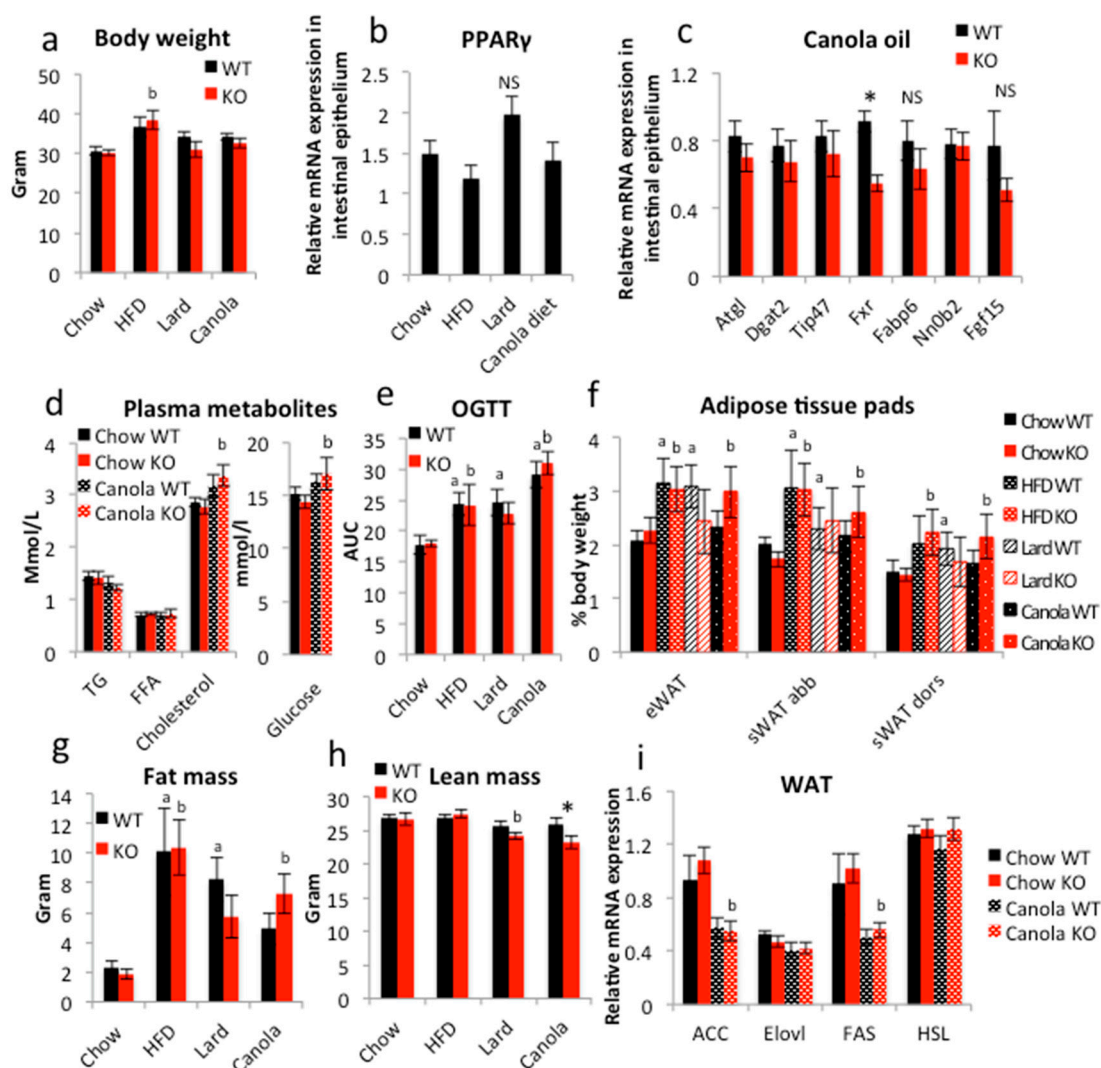 a
Body weight
WT
KO
b
Gram
60
50
40
30
20
10
0
Chow
HFD
Lard
Canola
b
PPARγ
Relative mRNA expression in
intestinal epithelium
2.5
2
1.5
1
0.5
0
NS
Chow
HFD
Lard
Canola diet
c
Canola oil
WT
KO
Relative mRNA expression in
intestinal epithelium
1.2
0.8
0.4
0
*
NS
NS
Atgl
Dgat2
Tip47
Fxr
Fabp6
Nn0b2
Fgf15
d
Plasma metabolites
Chow WT
Chow KO
Canola WT
Canola KO
Mmol/L
4
3
2
1
0
b
TG
FFA
Cholesterol
mmol/l
20
15
10
5
0
b
Glucose
e
OGTT
WT
KO
AUC
35
30
25
20
15
10
5
0
a b
a
a b
Chow
HFD
Lard
Canola
f
Adipose tissue pads
% body weight
4
3
2
1
0
a b a b
a b a b
b a b
eWAT
sWAT abb
sWAT dors
Chow WT
Chow KO
HFD WT
HFD KO
Lard WT
Lard KO
Canola WT
Canola KO
g
Fat mass
WT
KO
Gram
14
12
10
8
6
4
2
0
a b
a
b
Chow
HFD
Lard
Canola
h
Lean mass
WT
KO
Gram
30
25
20
15
10
5
0
b
*
Chow
HFD
Lard
Canola
i
WAT
Relative mRNA expression
1.6
1.2
0.8
0.4
0
b
b
ACC
Elovl
FAS
HSL
Chow WT
Chow KO
Canola WT
Canola KO